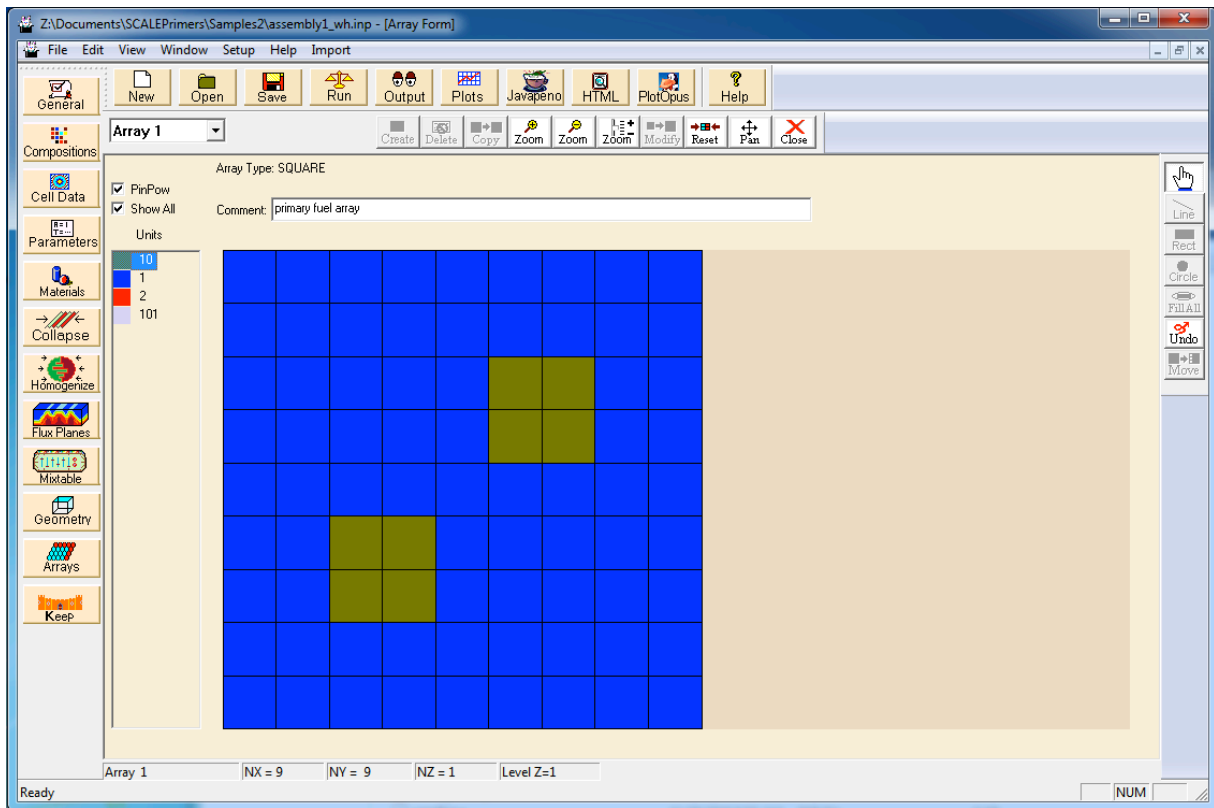 Z:\Documents\SCALEPrimers\Samples2\assembly1_wh.inp - [Array Form]
File Edit View Window Setup Help Import
General
New Open Save Run Output Plots Javapeno HTML PlotOpus Help
Array 1
Create Delete Copy Zoom Zoom Zoom Modify Reset Pan Close
Compositions
Cell Data
Parameters
Materials
Collapse
Homogenize
Flux Planes
Mixtable
Geometry
Arrays
Keep
Array Type: SQUARE
PinPow
Show All
Comment: primary fuel array
Units
10
1
2
101
Line
Rect
Circle
Fill All
Undo
Move
Array 1 NX = 9 NY = 9 NZ = 1 Level Z=1
Ready NUM